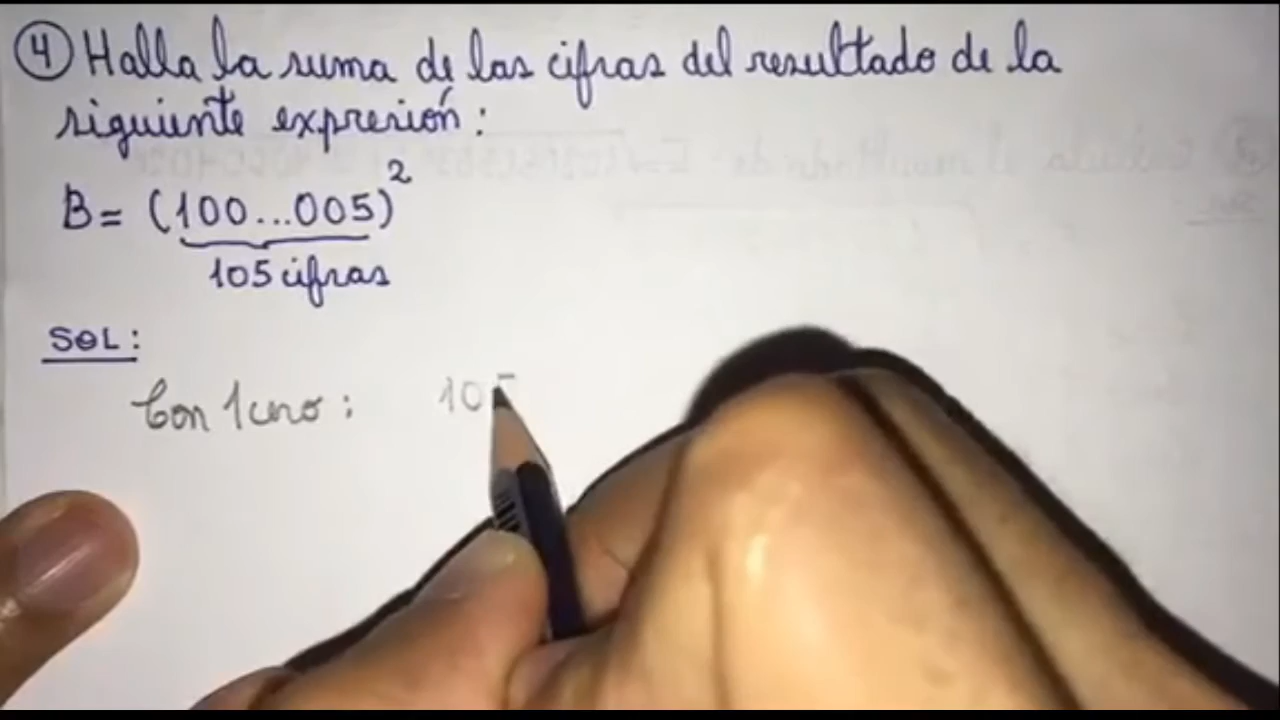 4 Halla la suma de las cifras del resultado de la
siguiente expresión:
B = (100...005)²
105 cifras
SOL:
Con 1 cero: 105